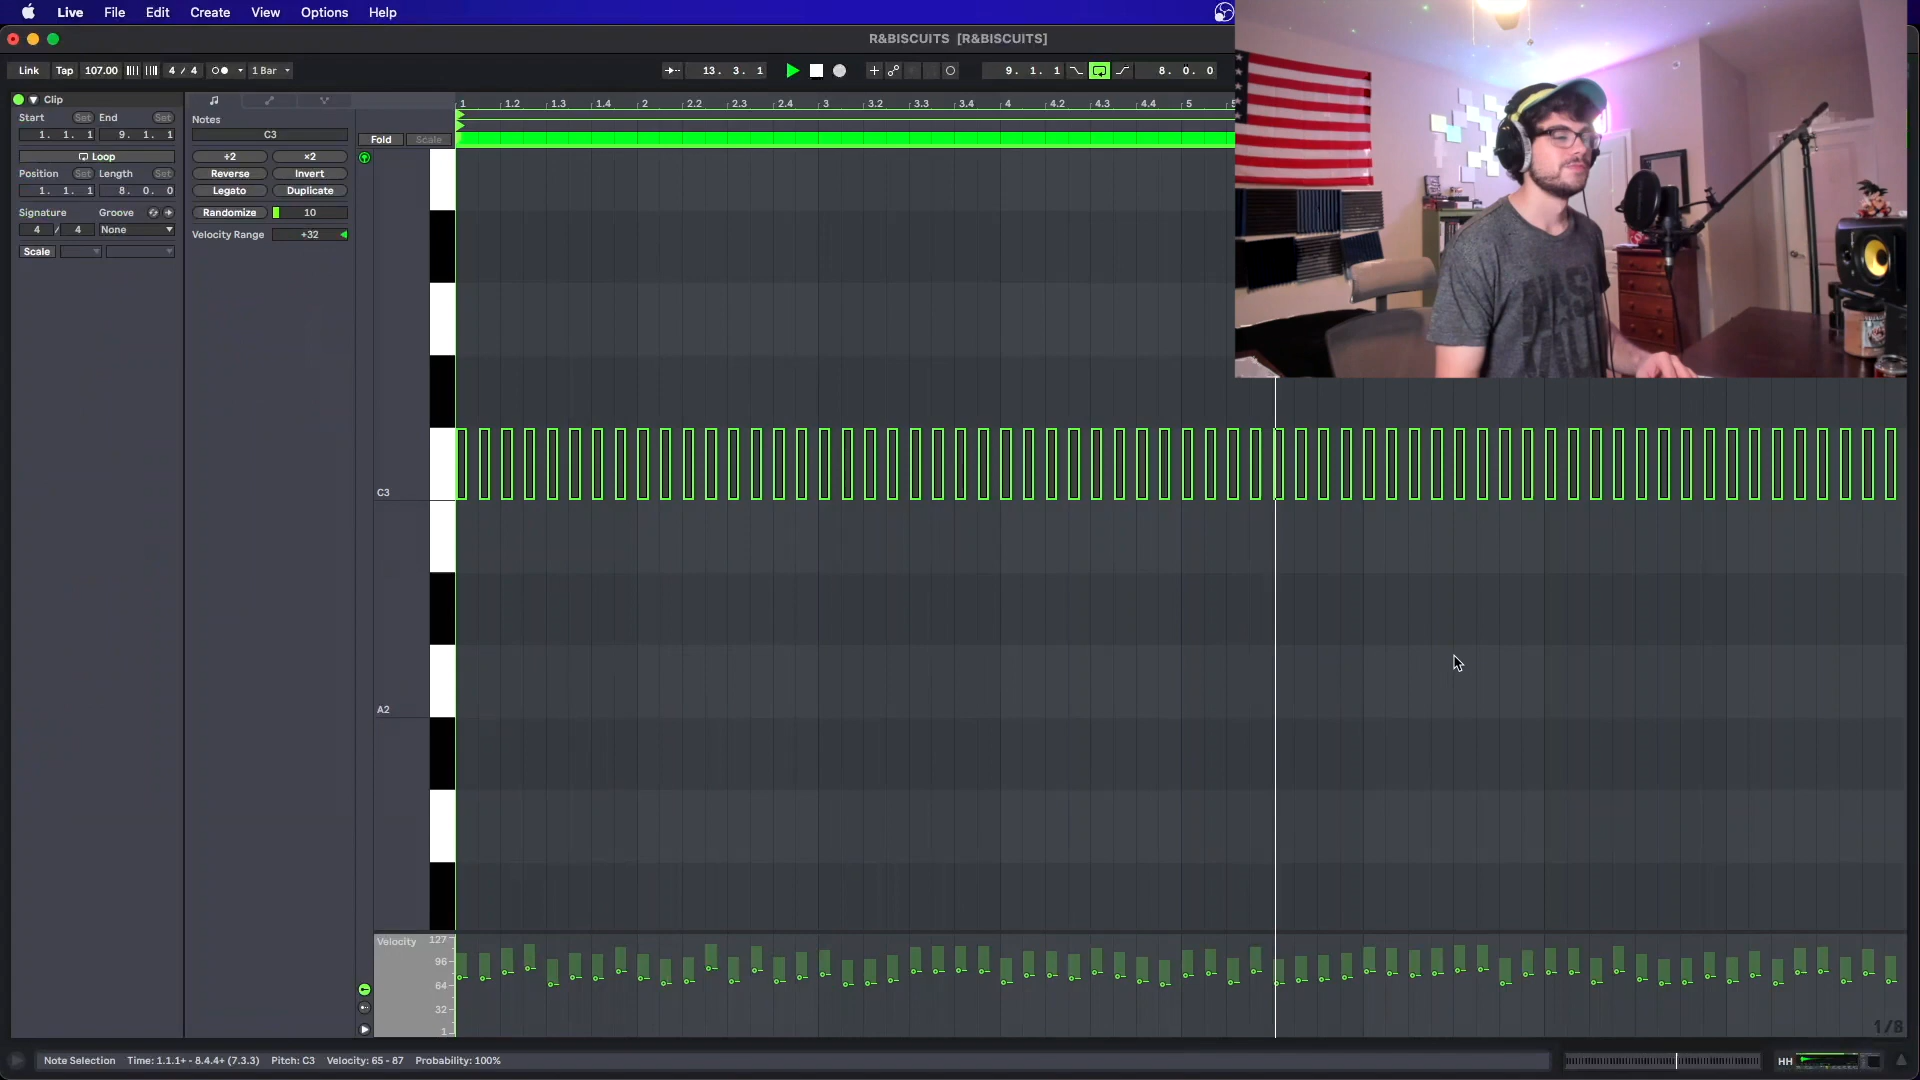 Live File Edit Create View Options Help
R&BISCUITS [R&BISCUITS]
Link Tap 107.00 4 / 4 1 Bar 13. 3. 1 9. 1. 1 8. 0. 0
Clip
Start Set End Set
1. 1. 1 9. 1. 1
Loop
Position Set Length Set
1. 1. 1 8. 0. 0
Signature Groove
4 / 4 None
Scale
Notes
C3
÷2 ×2
Reverse Invert
Legato Duplicate
Randomize 10
Velocity Range +32
Fold Scale
1 1.2 1.3 1.4 2 2.2 2.3 2.4 3 3.2 3.3 3.4 4 4.2 4.3 4.4 5
C3
A2
Velocity 127
96
64
32
1
1/8
Note Selection Time: 1.1.1+ - 8.4.4+ (7.3.3) Pitch: C3 Velocity: 65 - 87 Probability: 100%
HH